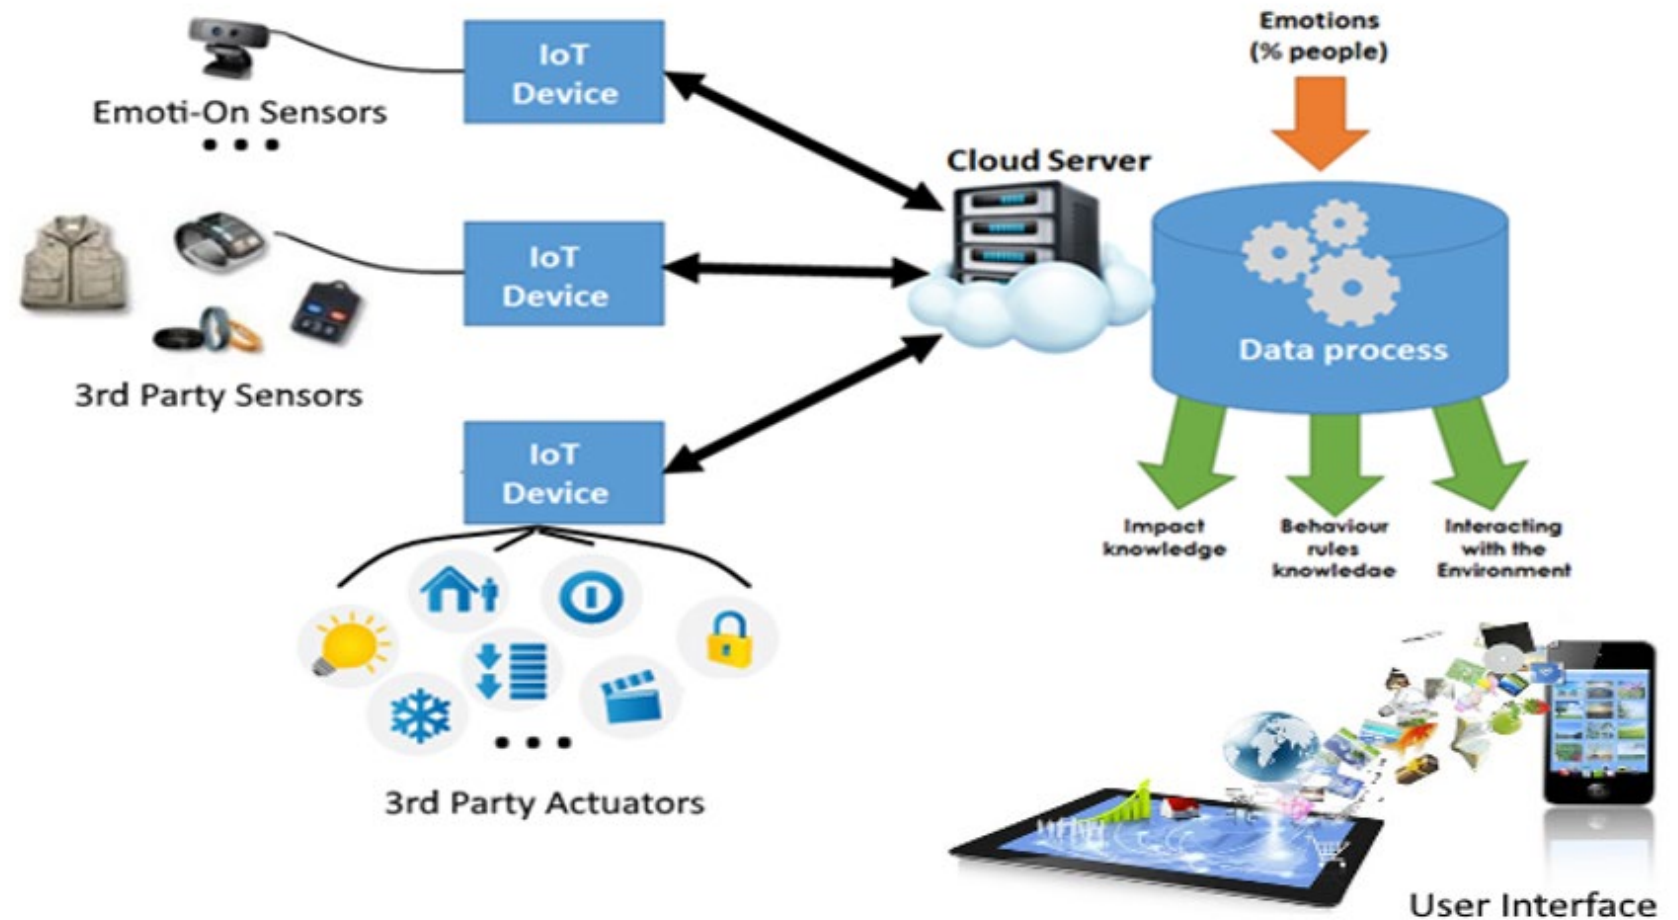 IoT
Device
Emoti-On Sensors
...
Emotions
(% people)
Cloud Server
IoT
Device
3rd Party Sensors
Data process
IoT
Device
Impact
knowledge
Behaviour
rules
knowledae
Interacting
with the
Environment
...
3rd Party Actuators
User Interface